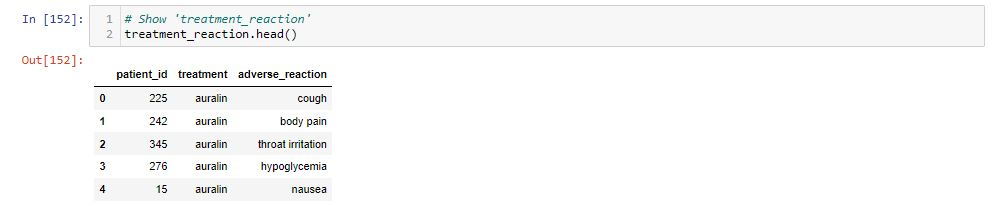 In [152]: 1 # Show 'treatment_reaction'
2 treatment_reaction.head()
Out[152]:
patient_id treatment adverse_reaction
0 225 auralin cough
1 242 auralin body pain
2 345 auralin throat irritation
3 276 auralin hypoglycemia
4 15 auralin nausea